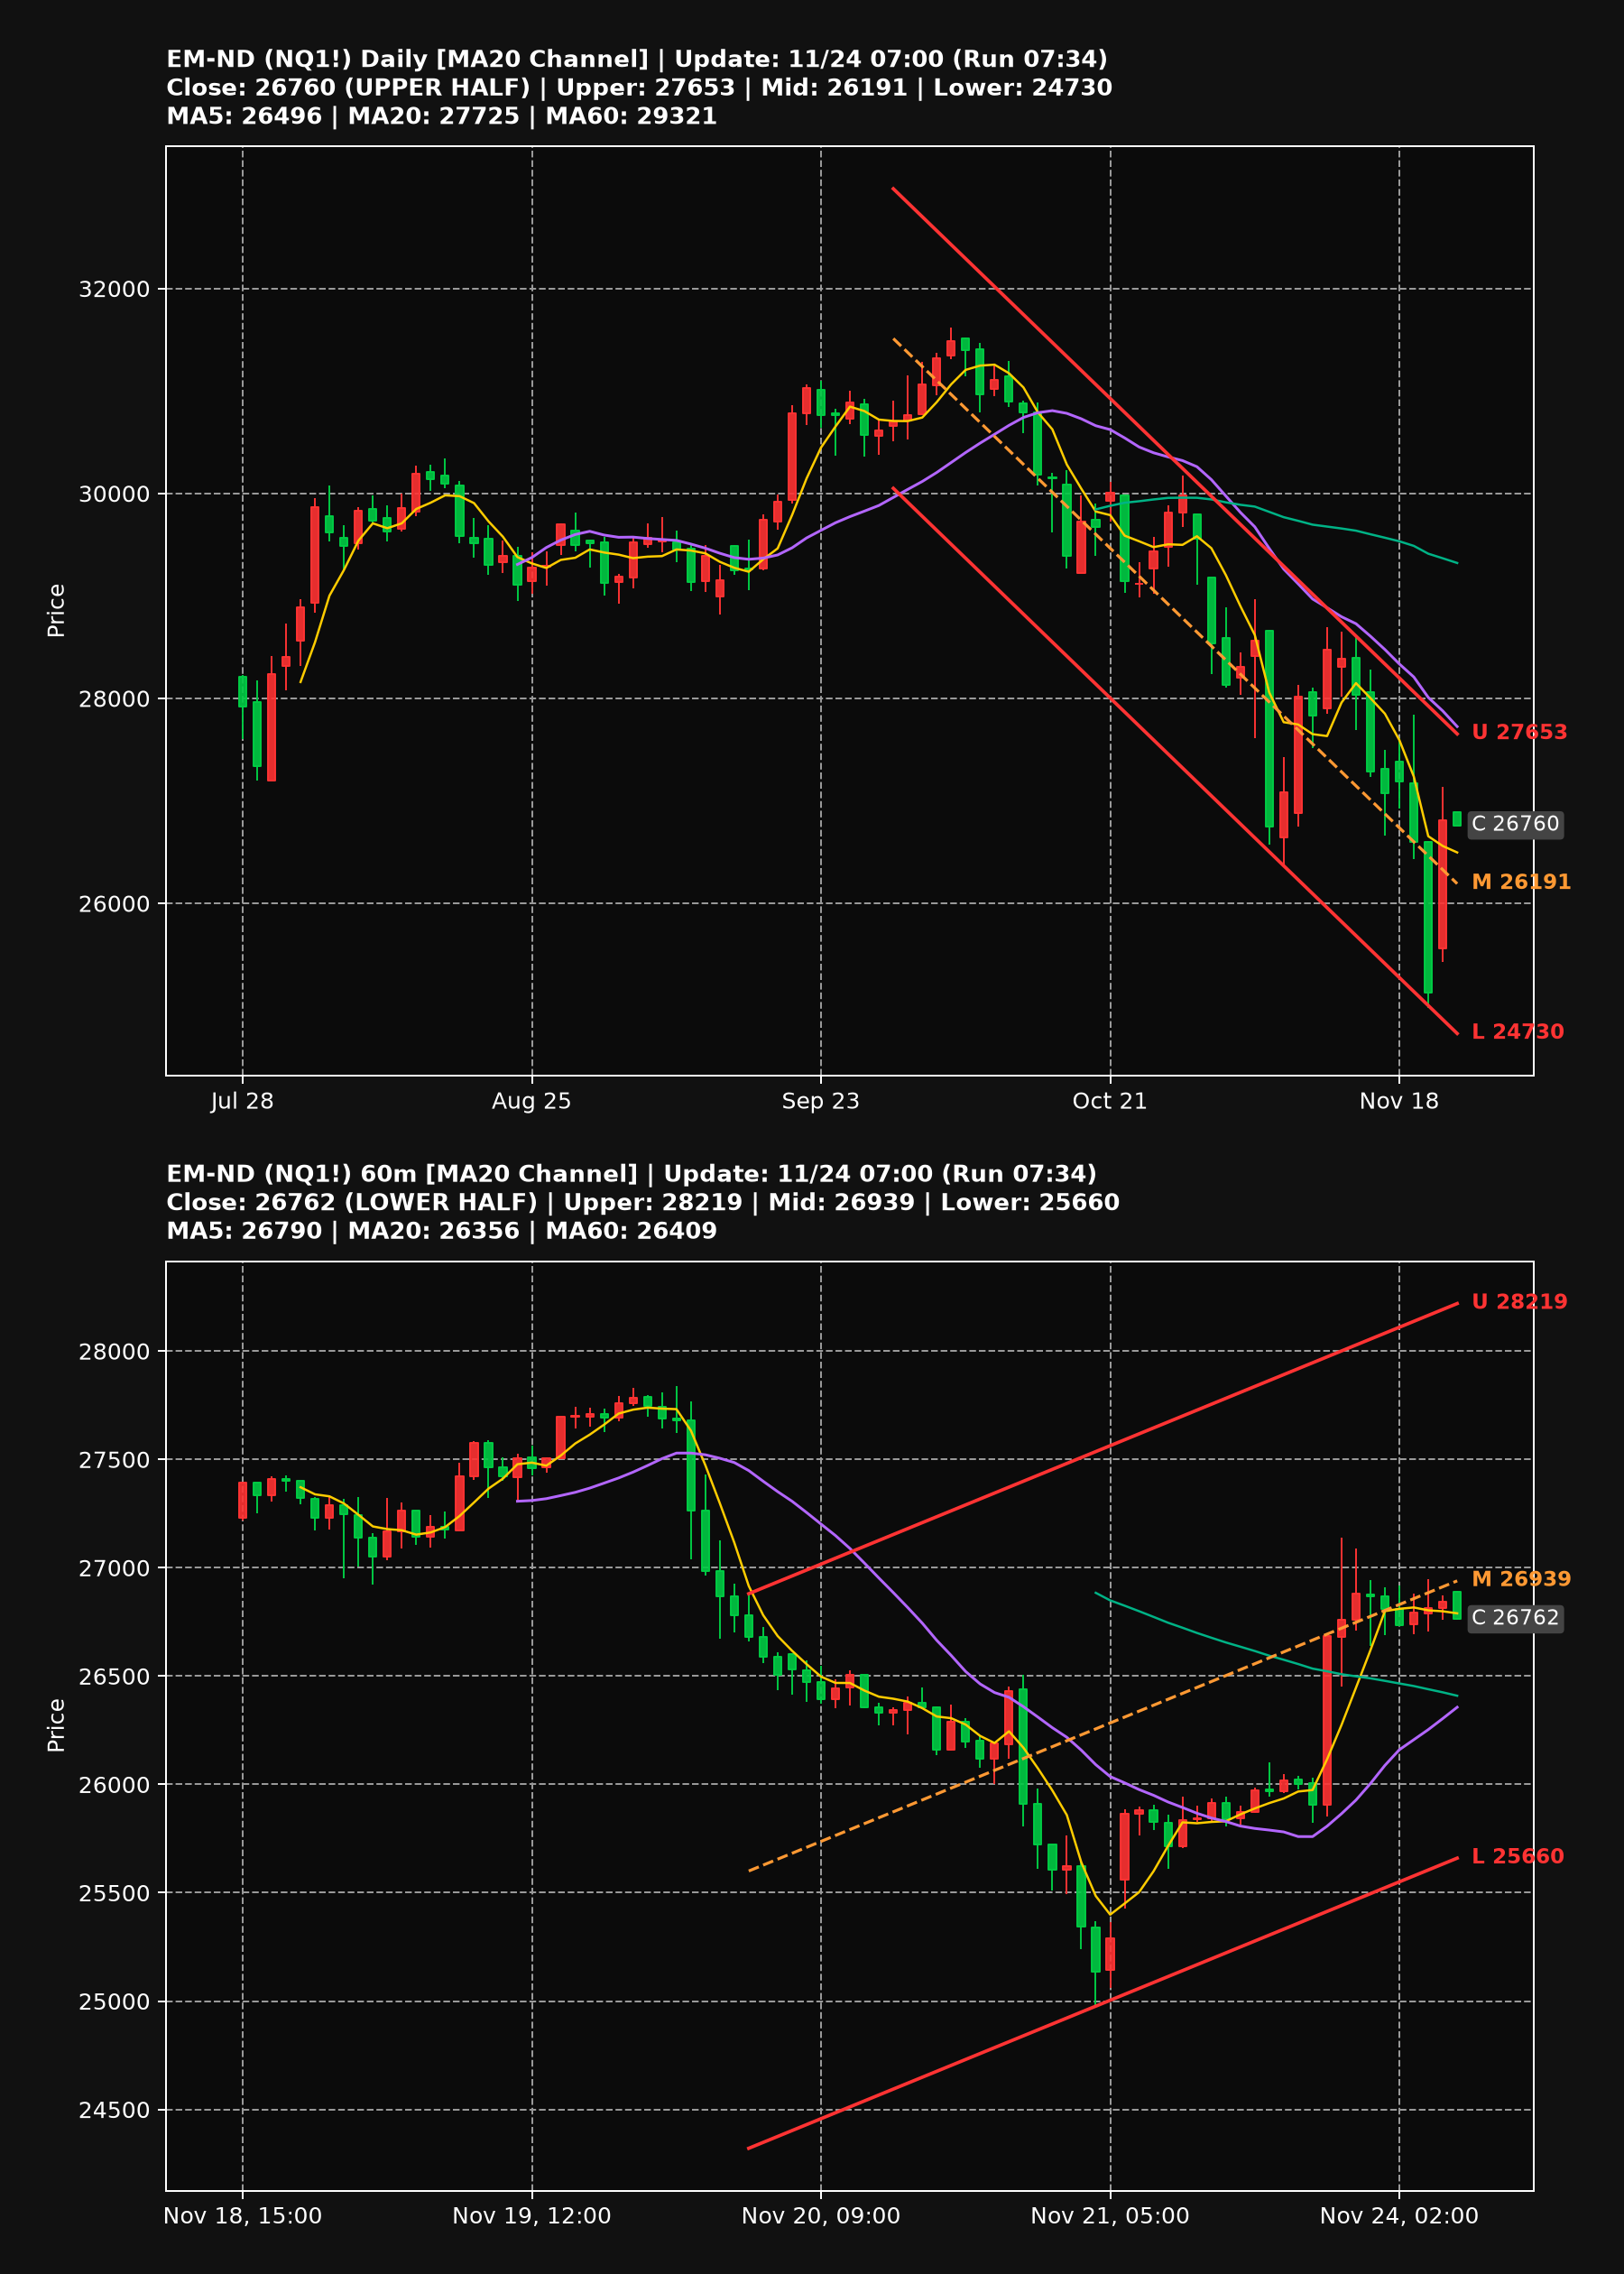 EM-ND (NQ1!) Daily [MA20 Channel] | Update: 11/24 07:00 (Run 07:34)
Close: 26760 (UPPER HALF) | Upper: 27653 | Mid: 26191 | Lower: 24730
MA5: 26496 | MA20: 27725 | MA60: 29321
32000
30000
28000
26000
Price
U 27653
C 26760
M 26191
L 24730
Jul 28
Aug 25
Sep 23
Oct 21
Nov 18
EM-ND (NQ1!) 60m [MA20 Channel] | Update: 11/24 07:00 (Run 07:34)
Close: 26762 (LOWER HALF) | Upper: 28219 | Mid: 26939 | Lower: 25660
MA5: 26790 | MA20: 26356 | MA60: 26409
28000
27500
27000
26500
26000
25500
25000
24500
Price
U 28219
M 26939
C 26762
L 25660
Nov 18, 15:00
Nov 19, 12:00
Nov 20, 09:00
Nov 21, 05:00
Nov 24, 02:00